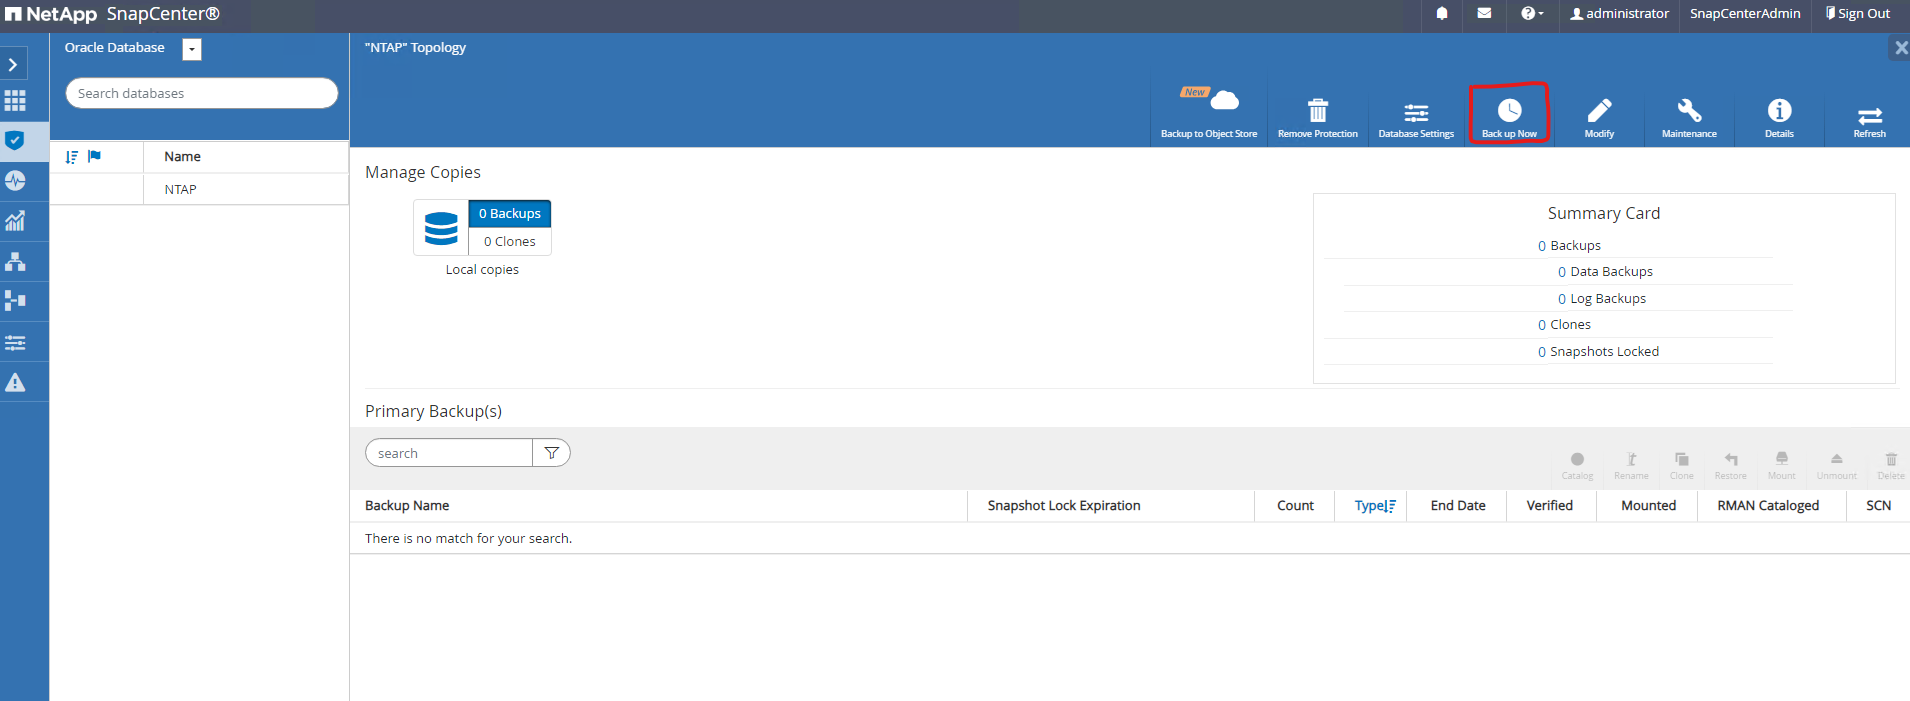 NetApp SnapCenter®
administrator SnapCenterAdmin Sign Out
Oracle Database
Search databases
Name
NTAP
"NTAP" Topology
New
Backup to Object Store Remove Protection Database Settings Back up Now Modify Maintenance Details Refresh
Manage Copies
0 Backups
0 Clones
Local copies
Summary Card
0 Backups
0 Data Backups
0 Log Backups
0 Clones
0 Snapshots Locked
Primary Backup(s)
search
Catalog Rename Clone Restore Mount Unmount Delete
Backup Name Snapshot Lock Expiration Count Type End Date Verified Mounted RMAN Cataloged SCN
There is no match for your search.